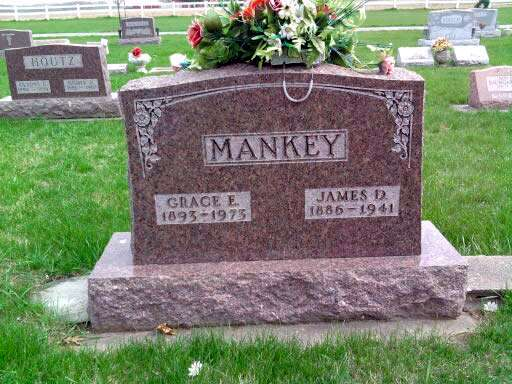 HOUTZ
MANKEY
GRACE E.
1893-1973
JAMES D.
1886-1941